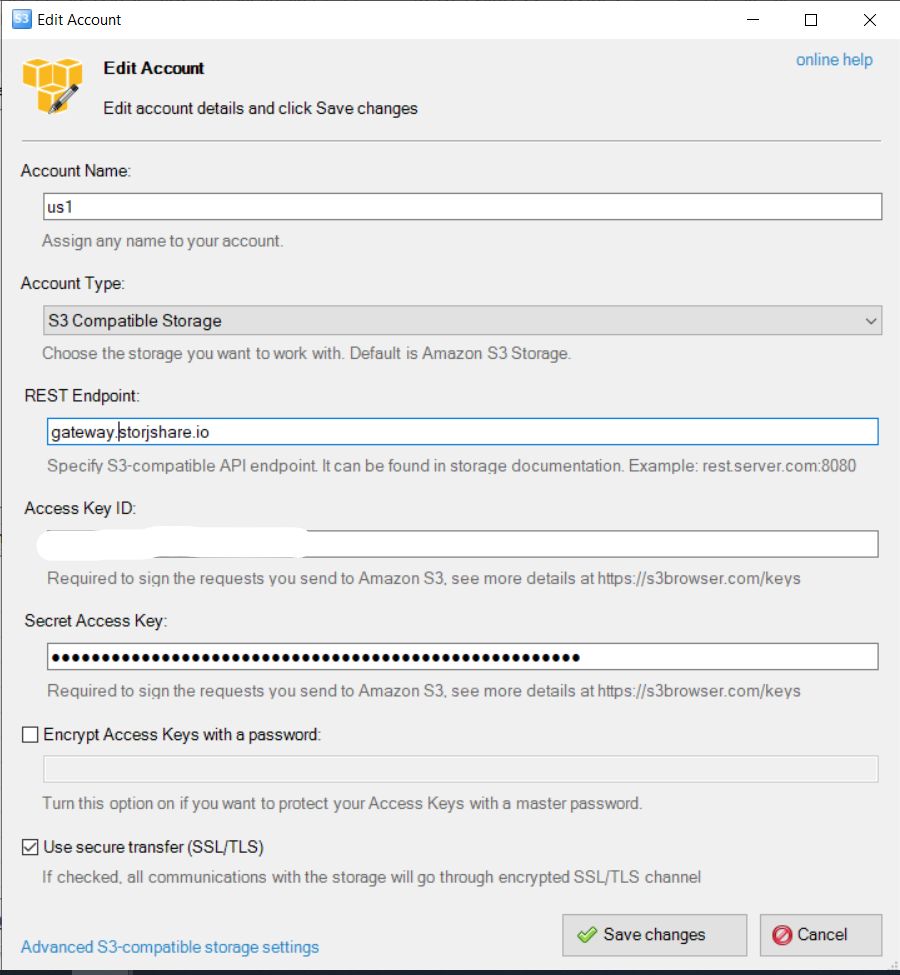 S3 Edit Account
Edit Account
online help
Edit account details and click Save changes
Account Name:
us1
Assign any name to your account.
Account Type:
S3 Compatible Storage
Choose the storage you want to work with. Default is Amazon S3 Storage.
REST Endpoint:
gateway.storjshare.io
Specify S3-compatible API endpoint. It can be found in storage documentation. Example: rest.server.com:8080
Access Key ID:
Required to sign the requests you send to Amazon S3, see more details at https://s3browser.com/keys
Secret Access Key:
●●●●●●●●●●●●●●●●●●●●●●●●●●●●●●●●●●●●●●●●●●●●●●●●●●●●●
Required to sign the requests you send to Amazon S3, see more details at https://s3browser.com/keys
Encrypt Access Keys with a password:
Turn this option on if you want to protect your Access Keys with a master password.
Use secure transfer (SSL/TLS)
If checked, all communications with the storage will go through encrypted SSL/TLS channel
Advanced S3-compatible storage settings
Save changes
Cancel